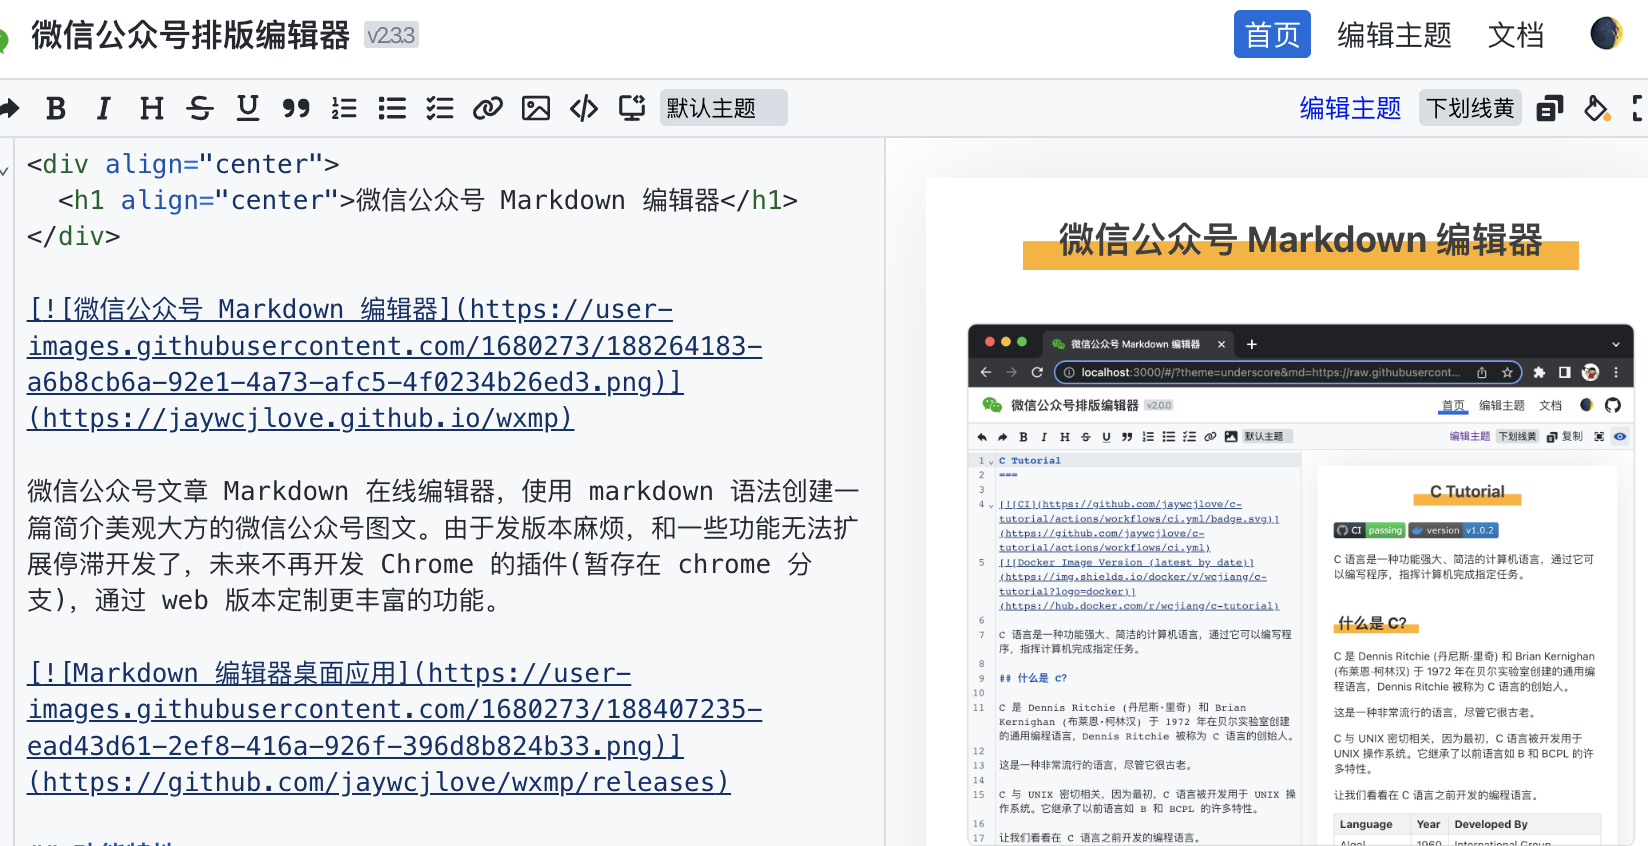 微信公众号排版编辑器 v2.3.3
首页 编辑主题 文档
B I H S U 默认主题
编辑主题 下划线黄
<div align="center">
<h1 align="center">微信公众号 Markdown 编辑器</h1>
</div>
[![微信公众号 Markdown 编辑器](https://user-
images.githubusercontent.com/1680273/188264183-
a6b8cb6a-92e1-4a73-afc5-4f0234b26ed3.png)]
(https://jaywcjlove.github.io/wxmp)
微信公众号文章 Markdown 在线编辑器，使用 markdown 语法创建一
篇简介美观大方的微信公众号图文。由于发版本麻烦，和一些功能无法扩
展停滞开发了，未来不再开发 Chrome 的插件(暂存在 chrome 分
支)，通过 web 版本定制更丰富的功能。
[![Markdown 编辑器桌面应用](https://user-
images.githubusercontent.com/1680273/188407235-
ead43d61-2ef8-416a-926f-396d8b824b33.png)]
(https://github.com/jaywcjlove/wxmp/releases)
## 功能特性
微信公众号 Markdown 编辑器
微信公众号 Markdown 编辑器
localhost:3000/#/?theme=underscore&md=https://raw.githubusercont...
微信公众号排版编辑器 v2.0.0
首页 编辑主题 文档
B I H S U 默认主题
编辑主题 下划线黄 复制
1 C Tutorial
2 ===
3
4 [![CI](https://github.com/jaywcjlove/c-
tutorial/actions/workflows/ci.yml/badge.svg)]
(https://github.com/jaywcjlove/c-
tutorial/actions/workflows/ci.yml)
5 [![Docker Image Version (latest by date)]
(https://img.shields.io/docker/v/wcjiang/c-
tutorial?logo=docker)]
(https://hub.docker.com/r/wcjiang/c-tutorial)
6
7 C 语言是一种功能强大、简洁的计算机语言，通过它可以编写程
序，指挥计算机完成指定任务。
8
9 ## 什么是 C?
10
11 C 是 Dennis Ritchie (丹尼斯·里奇) 和 Brian
Kernighan (布莱恩·柯林汉) 于 1972 年在贝尔实验室创建
的通用编程语言，Dennis Ritchie 被称为 C 语言的创始人。
12
13 这是一种非常流行的语言，尽管它很古老。
14
15 C 与 UNIX 密切相关，因为最初，C 语言被开发用于 UNIX 操
作系统。它继承了以前语言如 B 和 BCPL 的许多特性。
16
17 让我们看看在 C 语言之前开发的编程语言。
C Tutorial
CI passing version v1.0.2
C 语言是一种功能强大、简洁的计算机语言，通过它可
以编写程序，指挥计算机完成指定任务。
什么是 C?
C 是 Dennis Ritchie (丹尼斯·里奇) 和 Brian Kernighan
(布莱恩·柯林汉) 于 1972 年在贝尔实验室创建的通用编
程语言，Dennis Ritchie 被称为 C 语言的创始人。
这是一种非常流行的语言，尽管它很古老。
C 与 UNIX 密切相关，因为最初，C 语言被开发用于
UNIX 操作系统。它继承了以前语言如 B 和 BCPL 的许
多特性。
让我们看看在 C 语言之前开发的编程语言。
Language Year Developed By
Algol 1960 International Group